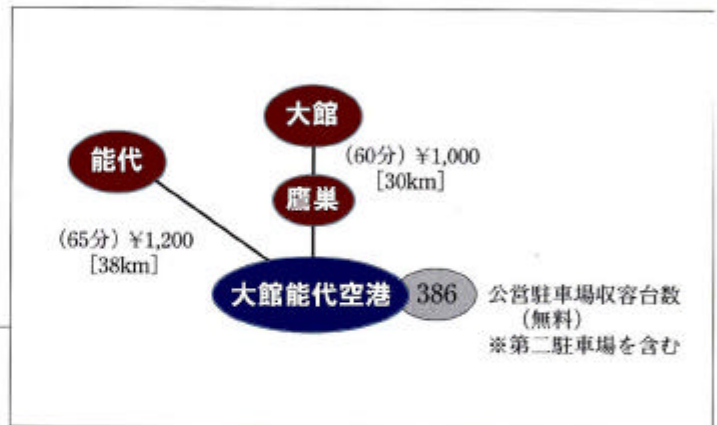 大館
能代
(60分) ¥1,000
[30km]
鷹巣
(65分) ¥1,200
[38km]
大館能代空港
386
公営駐車場収容台数
(無料)
※第二駐車場を含む